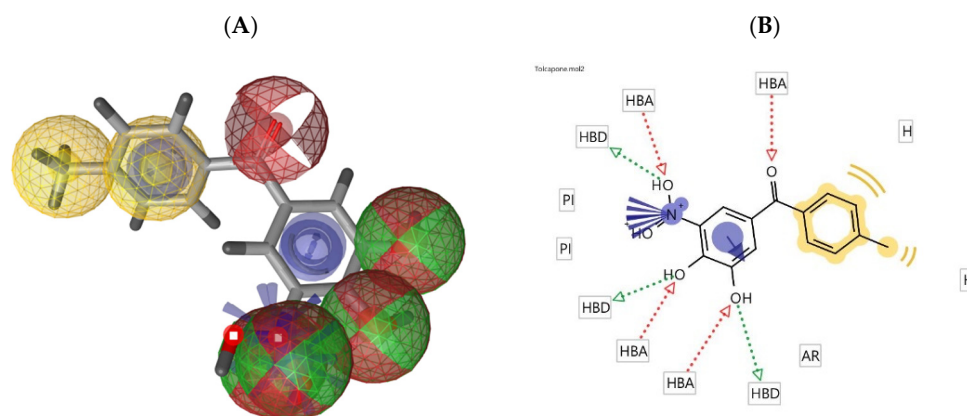 (A)
(B)
Tolcapone.mol2
HBA
HBA
HBD
H
O
HO
N+
HO
PI
PI
HO
OH
HBD
HBA
HBA
AR
HBD